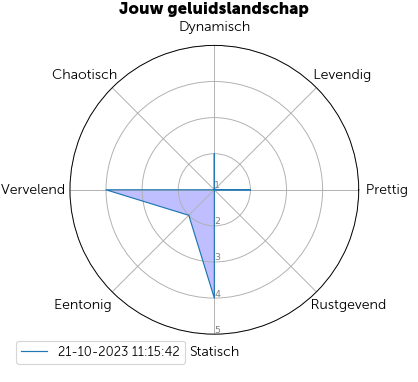 Jouw geluidslandschap
Dynamisch
Chaotisch
Levendig
Vervelend
1
Prettig
2
3
4
Eentonig
Rustgevend
5
21-10-2023 11:15:42
Statisch